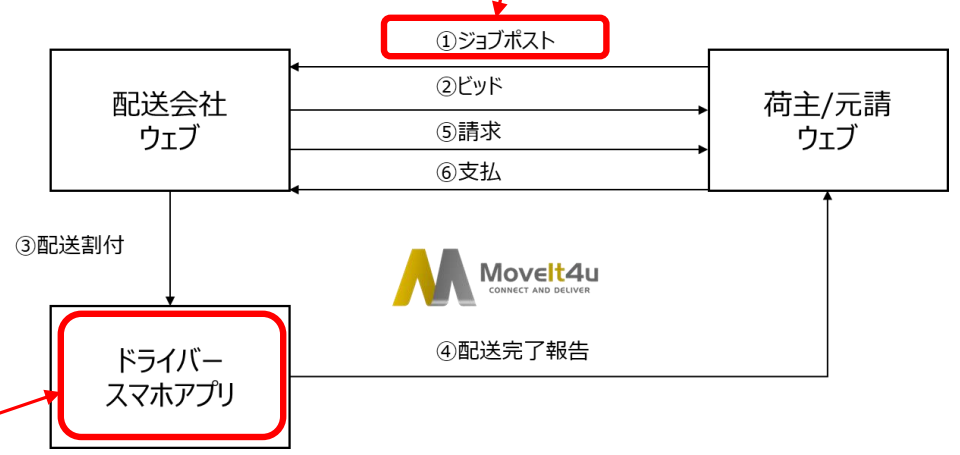 ①ジョブポスト
配送会社
ウェブ
②ビッド
荷主/元請
ウェブ
⑤請求
⑥支払
③配送割付
MoveIt4u
CONNECT AND DELIVER
ドライバー
スマホアプリ
④配送完了報告